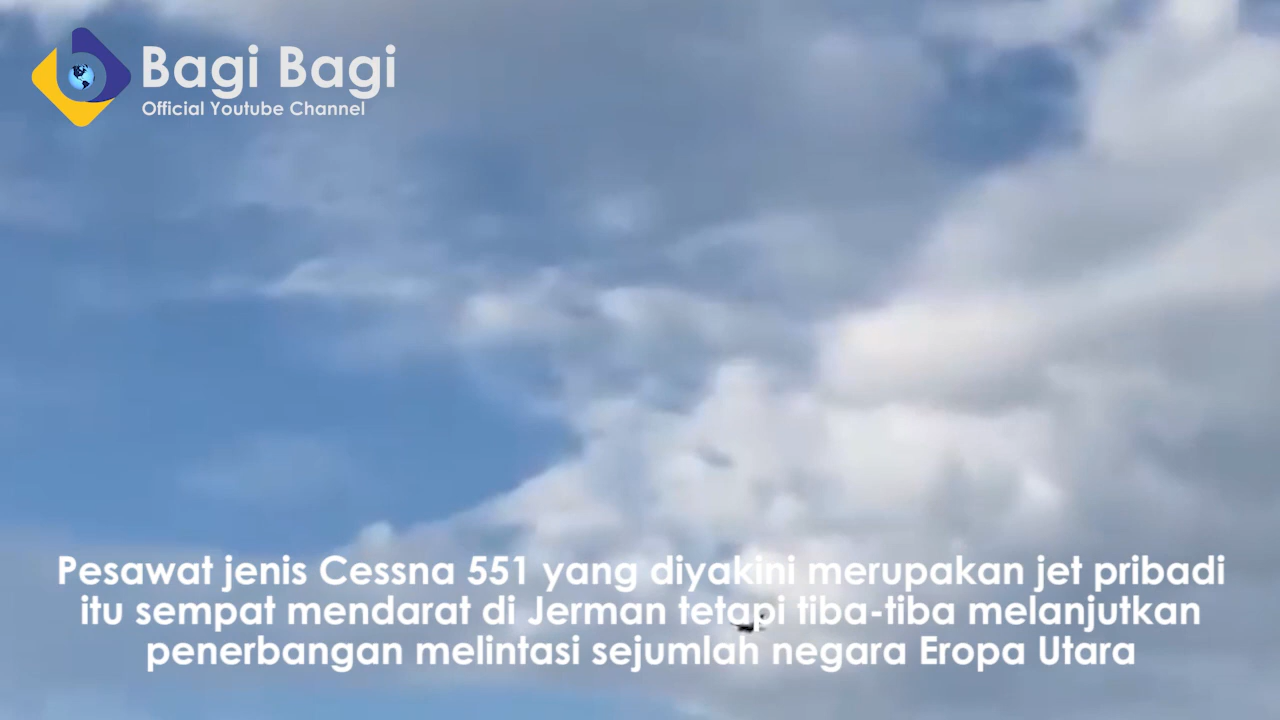 Bagi Bagi
Official Youtube Channel
Pesawat jenis Cessna 551 yang diyakini merupakan jet pribadi
itu sempat mendarat di Jerman tetapi tiba-tiba melanjutkan
penerbangan melintasi sejumlah negara Eropa Utara